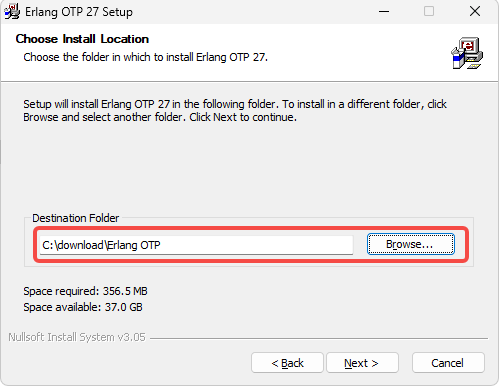 Erlang OTP 27 Setup
Choose Install Location
Choose the folder in which to install Erlang OTP 27.
Setup will install Erlang OTP 27 in the following folder. To install in a different folder, click
Browse and select another folder. Click Next to continue.
Destination Folder
C:\download\Erlang OTP
Browse...
Space required: 356.5 MB
Space available: 37.0 GB
Nullsoft Install System v3.05
< Back
Next >
Cancel